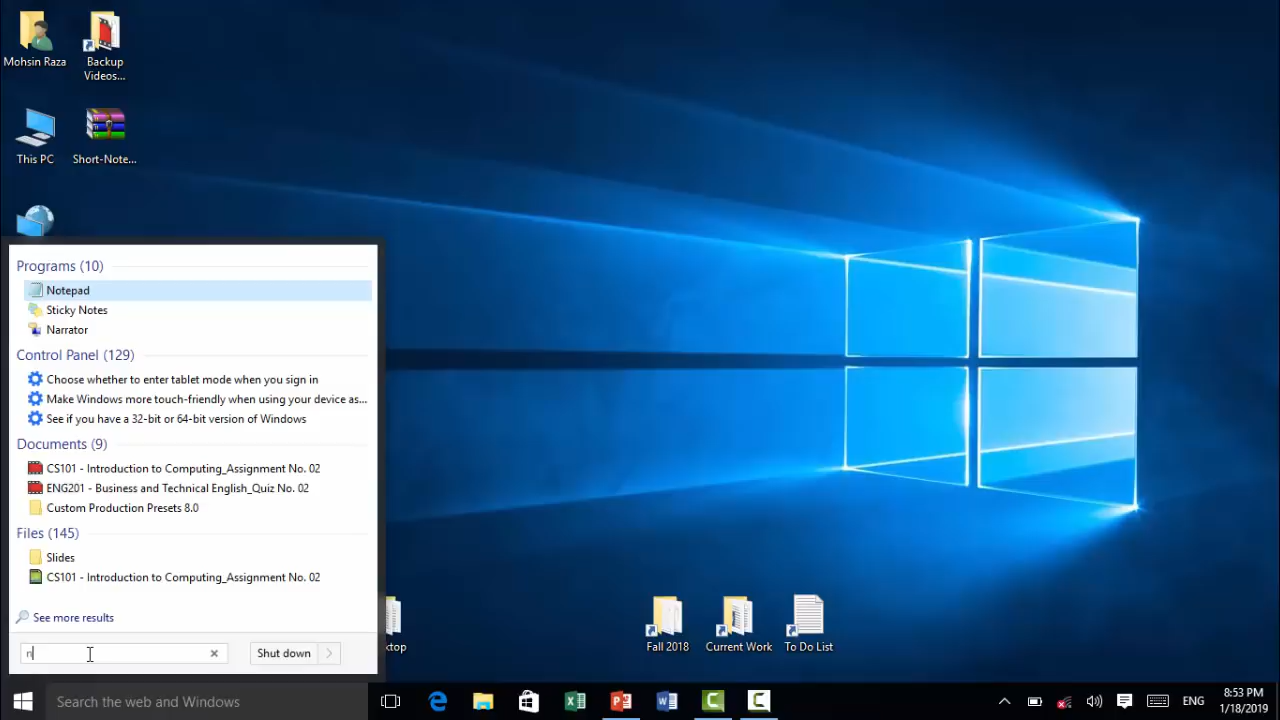 Mohsin Raza
Backup
Videos...
This PC
Short-Note...
Programs (10)
Notepad
Sticky Notes
Narrator
Control Panel (129)
Choose whether to enter tablet mode when you sign in
Make Windows more touch-friendly when using your device as...
See if you have a 32-bit or 64-bit version of Windows
Documents (9)
CS101 - Introduction to Computing_Assignment No. 02
ENG201 - Business and Technical English_Quiz No. 02
Custom Production Presets 8.0
Files (145)
Slides
CS101 - Introduction to Computing_Assignment No. 02
See more results
n
Shut down
ktop
Fall 2018
Current Work
To Do List
Search the web and Windows
ENG
8:53 PM
1/18/2019